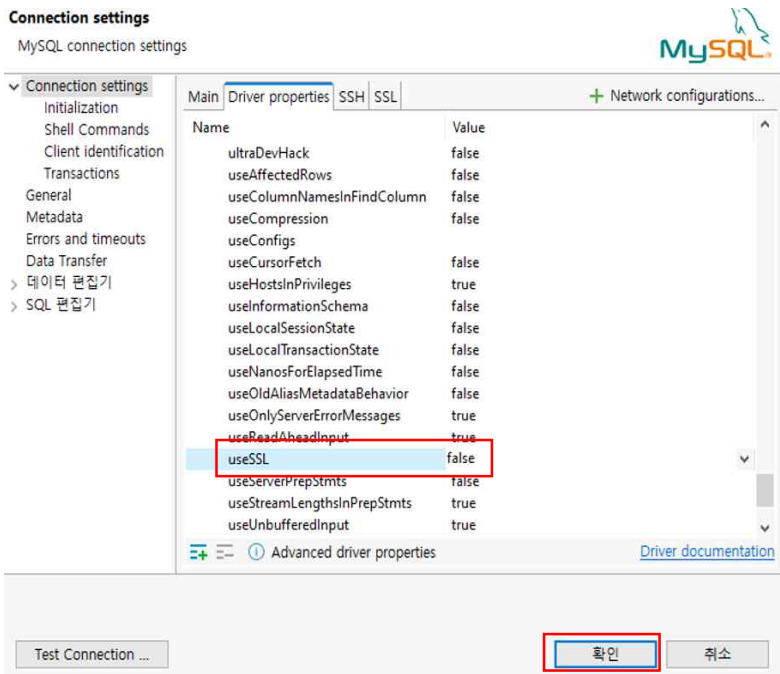 Connection settings
MySQL connection settings
MySQL
Connection settings
Initialization
Shell Commands
Client identification
Transactions
General
Metadata
Errors and timeouts
Data Transfer
데이터 편집기
SQL 편집기
Main Driver properties SSH SSL Network configurations...
Name Value
ultraDevHack false
useAffectedRows false
useColumnNamesInFindColumn false
useCompression false
useConfigs
useCursorFetch false
useHostsInPrivileges true
useInformationSchema false
useLocalSessionState false
useLocalTransactionState false
useNanosForElapsedTime false
useOldAliasMetadataBehavior false
useOnlyServerErrorMessages true
useReadAheadInput true
useSSL false
useServerPrepStmts false
useStreamLengthsInPrepStmts true
useUnbufferedInput true
Advanced driver properties Driver documentation
Test Connection ... 확인 취소